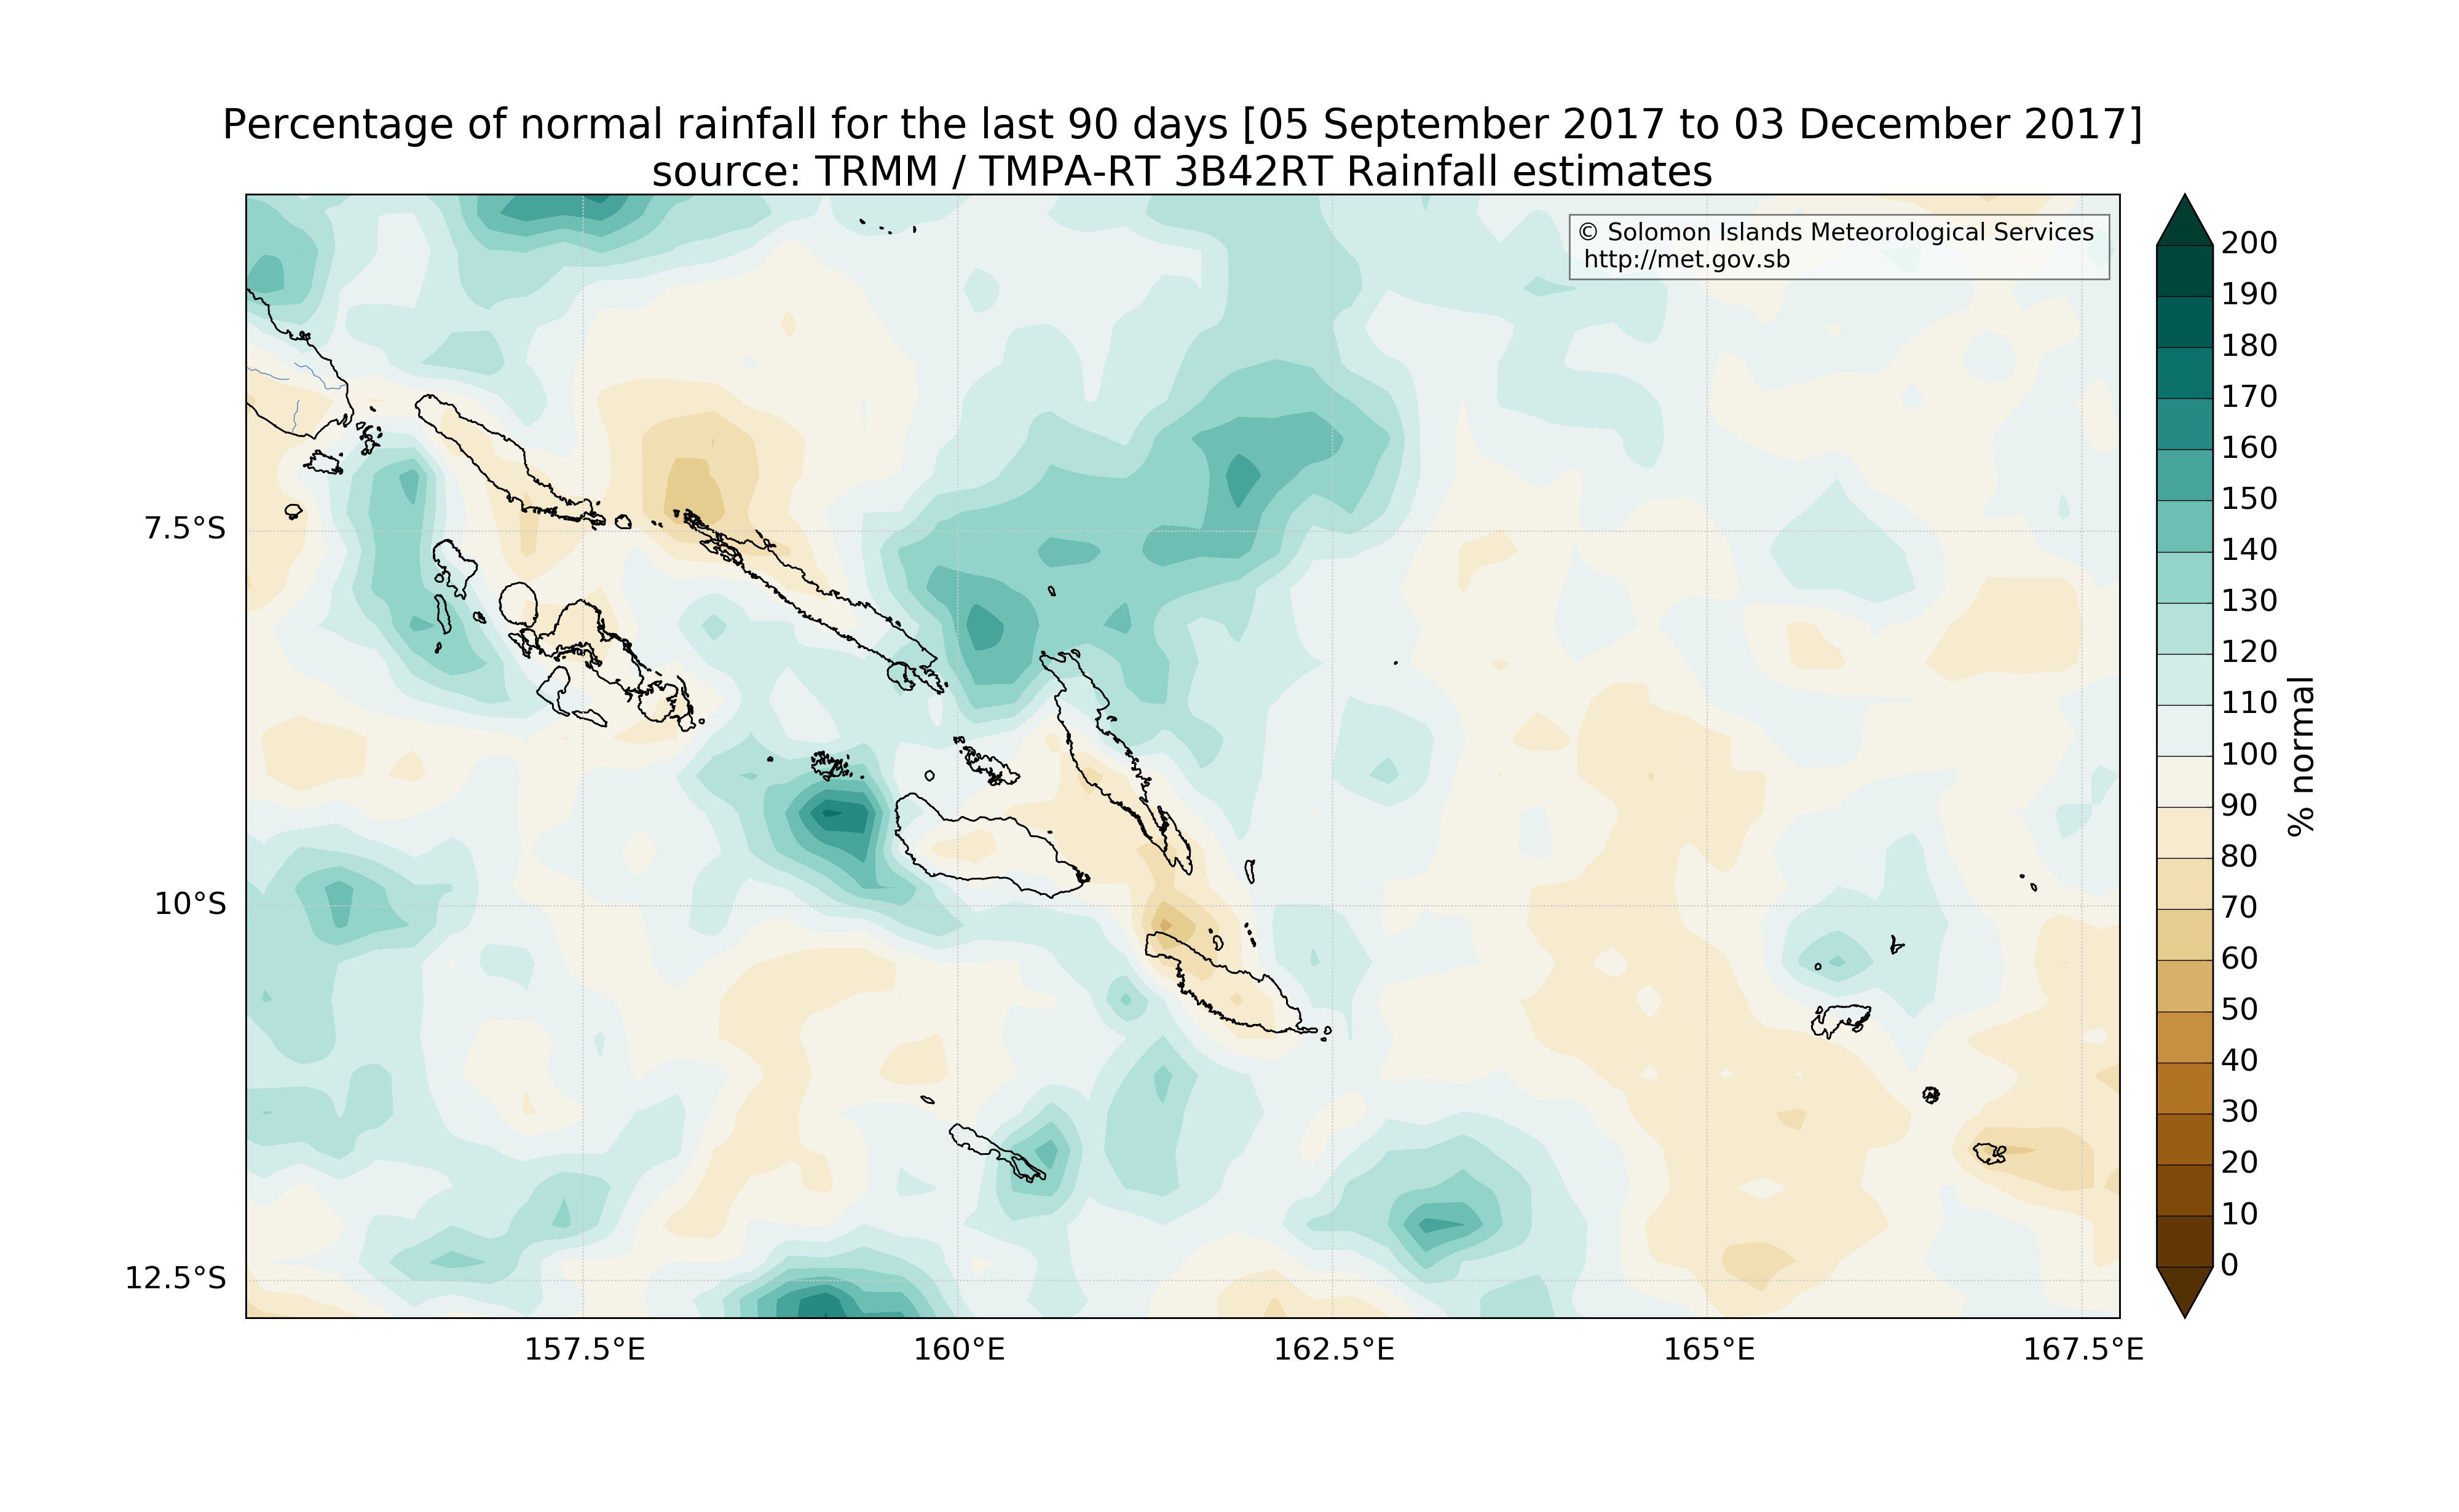 Percentage of normal rainfall for the last 90 days [05 September 2017 to 03 December 2017]
source: TRMM / TMPA-RT 3B42RT Rainfall estimates
© Solomon Islands Meteorological Services
http://met.gov.sb
7.5°S
10°S
12.5°S
157.5°E
160°E
162.5°E
165°E
167.5°E
200
190
180
170
160
150
140
130
120
110
100
90
80
70
60
50
40
30
20
10
0
% normal